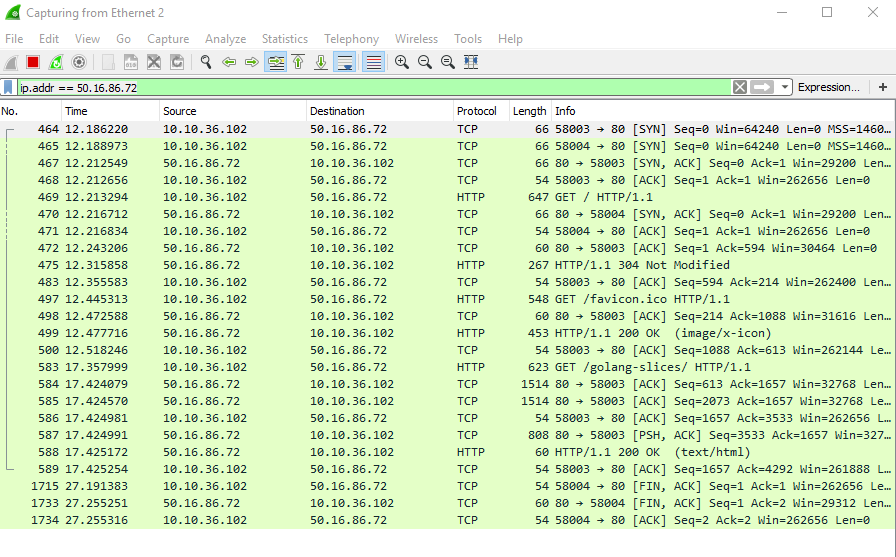 Capturing from Ethernet 2
File Edit View Go Capture Analyze Statistics Telephony Wireless Tools Help
ip.addr == 50.16.86.72 Expression... +
No. Time Source Destination Protocol Length Info
464 12.186220 10.10.36.102 50.16.86.72 TCP 66 58003 → 80 [SYN] Seq=0 Win=64240 Len=0 MSS=1460…
465 12.188973 10.10.36.102 50.16.86.72 TCP 66 58004 → 80 [SYN] Seq=0 Win=64240 Len=0 MSS=1460…
467 12.212549 50.16.86.72 10.10.36.102 TCP 66 80 → 58003 [SYN, ACK] Seq=0 Ack=1 Win=29200 Len…
468 12.212656 10.10.36.102 50.16.86.72 TCP 54 58003 → 80 [ACK] Seq=1 Ack=1 Win=262656 Len=0
469 12.213294 10.10.36.102 50.16.86.72 HTTP 647 GET / HTTP/1.1
470 12.216712 50.16.86.72 10.10.36.102 TCP 66 80 → 58004 [SYN, ACK] Seq=0 Ack=1 Win=29200 Len…
471 12.216834 10.10.36.102 50.16.86.72 TCP 54 58004 → 80 [ACK] Seq=1 Ack=1 Win=262656 Len=0
472 12.243206 50.16.86.72 10.10.36.102 TCP 60 80 → 58003 [ACK] Seq=1 Ack=594 Win=30464 Len=0
475 12.315858 50.16.86.72 10.10.36.102 HTTP 267 HTTP/1.1 304 Not Modified
483 12.355583 10.10.36.102 50.16.86.72 TCP 54 58003 → 80 [ACK] Seq=594 Ack=214 Win=262400 Len…
497 12.445313 10.10.36.102 50.16.86.72 HTTP 548 GET /favicon.ico HTTP/1.1
498 12.472588 50.16.86.72 10.10.36.102 TCP 60 80 → 58003 [ACK] Seq=214 Ack=1088 Win=31616 Len…
499 12.477716 50.16.86.72 10.10.36.102 HTTP 453 HTTP/1.1 200 OK (image/x-icon)
500 12.518246 10.10.36.102 50.16.86.72 TCP 54 58003 → 80 [ACK] Seq=1088 Ack=613 Win=262144 Len…
583 17.357999 10.10.36.102 50.16.86.72 HTTP 623 GET /golang-slices/ HTTP/1.1
584 17.424079 50.16.86.72 10.10.36.102 TCP 1514 80 → 58003 [ACK] Seq=613 Ack=1657 Win=32768 Len…
585 17.424570 50.16.86.72 10.10.36.102 TCP 1514 80 → 58003 [ACK] Seq=2073 Ack=1657 Win=32768 Le…
586 17.424981 10.10.36.102 50.16.86.72 TCP 54 58003 → 80 [ACK] Seq=1657 Ack=3533 Win=262656 L…
587 17.424991 50.16.86.72 10.10.36.102 TCP 808 80 → 58003 [PSH, ACK] Seq=3533 Ack=1657 Win=327…
588 17.425172 50.16.86.72 10.10.36.102 HTTP 60 HTTP/1.1 200 OK (text/html)
589 17.425254 10.10.36.102 50.16.86.72 TCP 54 58003 → 80 [ACK] Seq=1657 Ack=4292 Win=261888 L…
1715 27.191383 10.10.36.102 50.16.86.72 TCP 54 58004 → 80 [FIN, ACK] Seq=1 Ack=1 Win=262656 Le…
1733 27.255251 50.16.86.72 10.10.36.102 TCP 60 80 → 58004 [FIN, ACK] Seq=1 Ack=2 Win=29312 Len…
1734 27.255316 10.10.36.102 50.16.86.72 TCP 54 58004 → 80 [ACK] Seq=2 Ack=2 Win=262656 Len=0